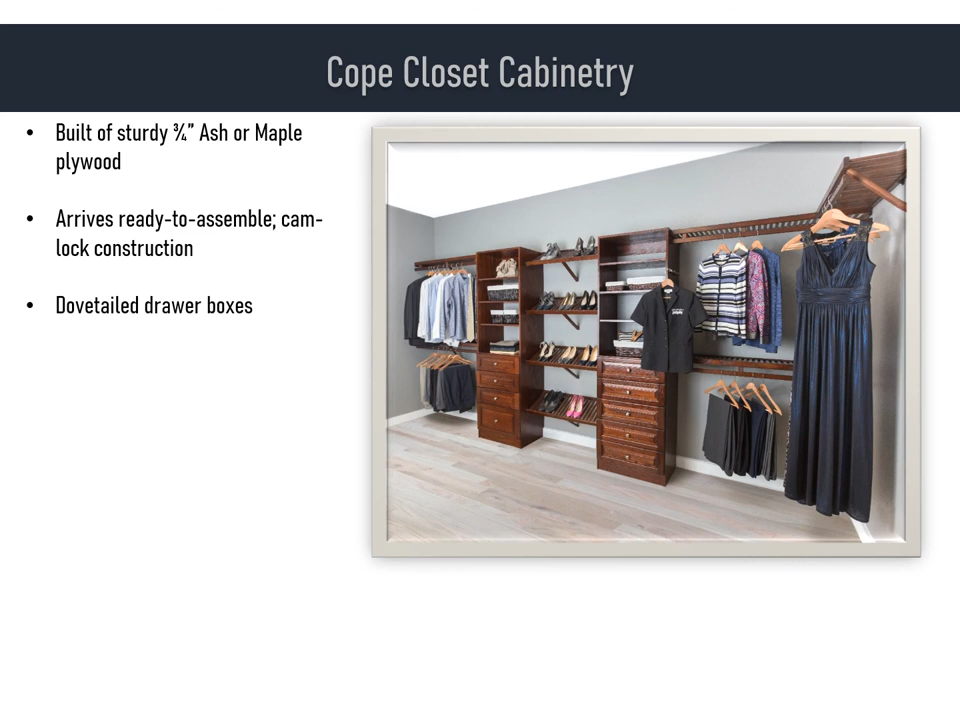 Cope Closet Cabinetry
• Built of sturdy ¾” Ash or Maple
plywood
• Arrives ready-to-assemble; cam-
lock construction
• Dovetailed drawer boxes